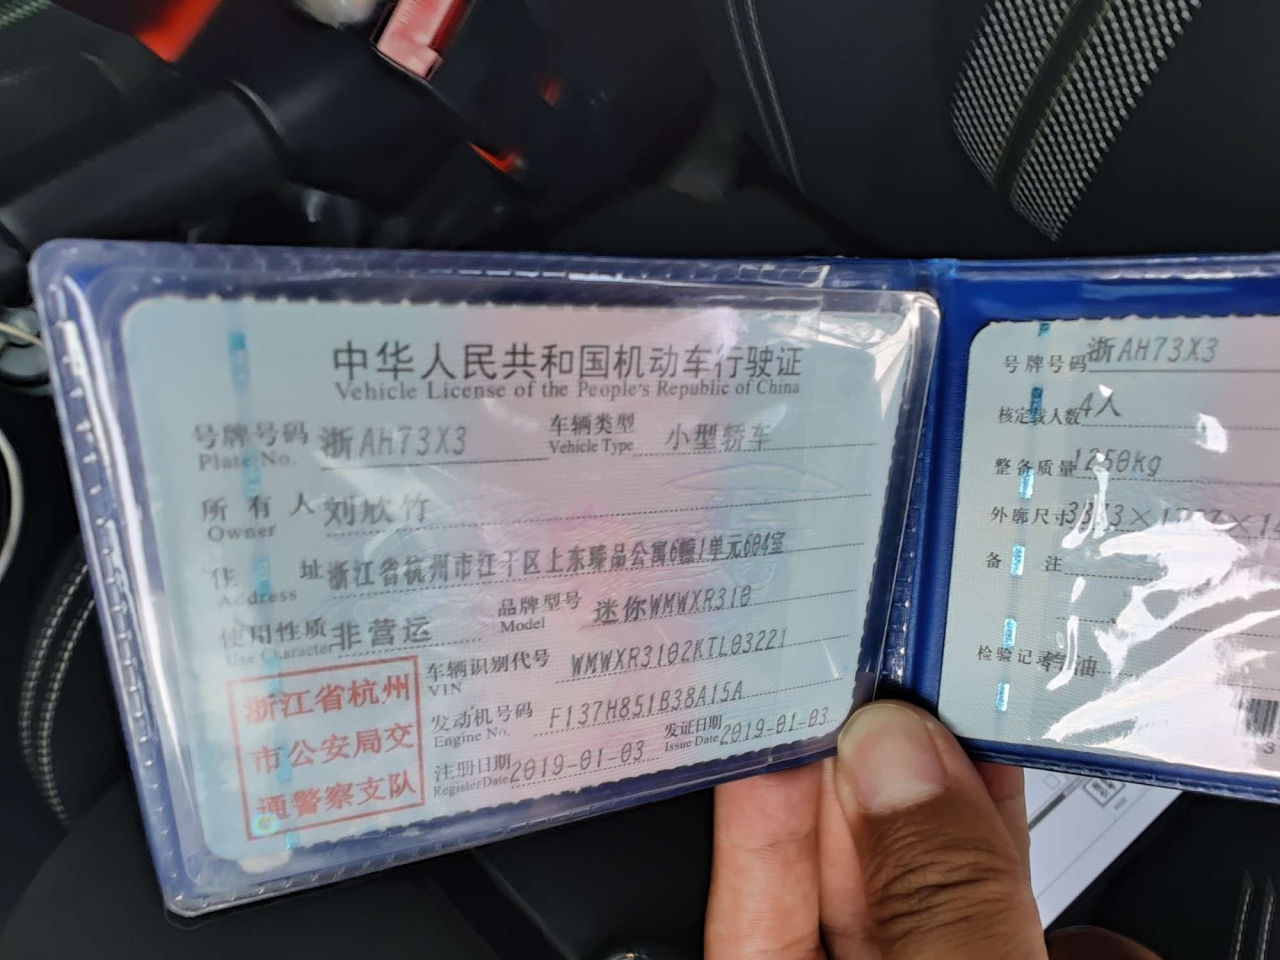 中华人民共和国机动车行驶证
Vehicle License of the People's Republic of China
号牌号码 浙AH73X3 车辆类型 小型轿车
Plate No. Vehicle Type
所有人 刘欣竹
Owner
住址 浙江省杭州市江干区上东臻品公寓6幢1单元604室
Address
使用性质 非营运 品牌型号 迷你WMWXR310
Use Character Model
浙江省杭州
市公安局交
通警察支队
车辆识别代号 WMWXR3102KTL03221
VIN
发动机号码 F137H851B38A15A
Engine No.
注册日期 2019-01-03 发证日期 2019-01-03
Register Date Issue Date
号牌号码 浙AH73X3
核定载人数 4人
整备质量 1250kg
外廓尺寸
备注
检验记录 油